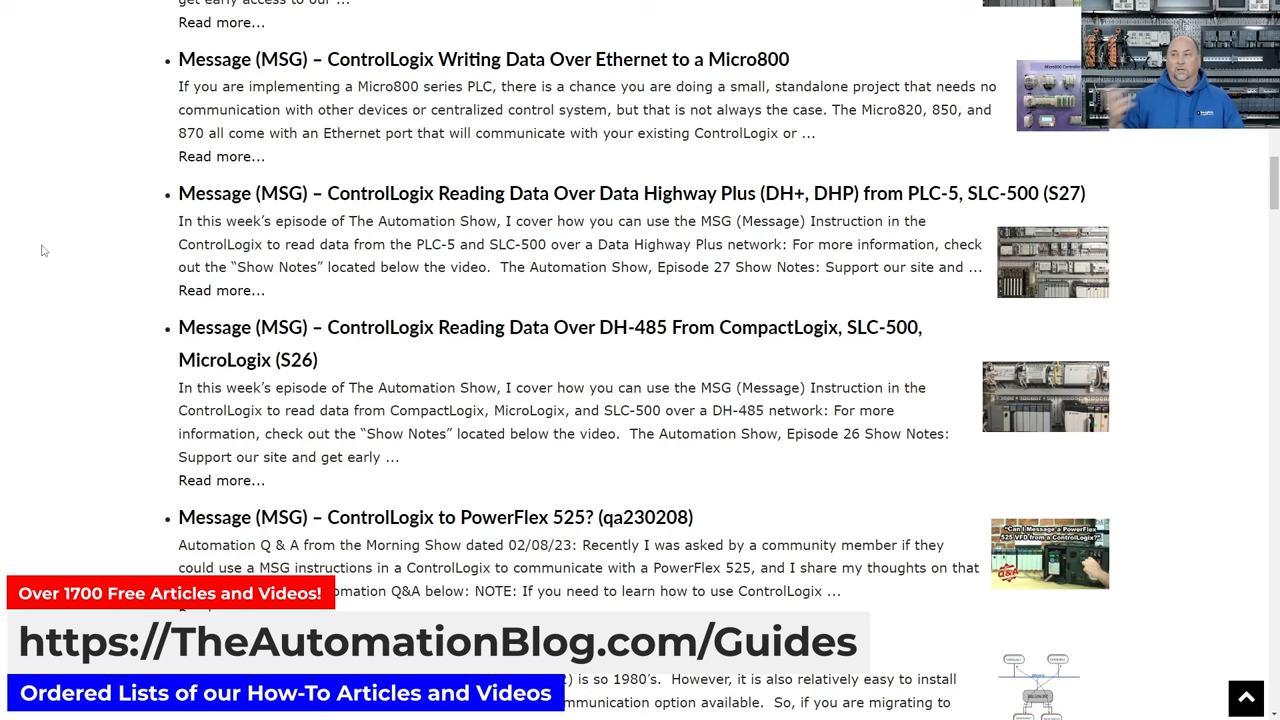 get early access to our ...
Read more...
Message (MSG) – ControlLogix Writing Data Over Ethernet to a Micro800
If you are implementing a Micro800 series PLC, there is a chance you are doing a small, standalone project that needs no
communication with other devices or centralized control system, but that is not always the case. The Micro820, 850, and
870 all come with an Ethernet port that will communicate with your existing ControlLogix or ...
Read more...
Message (MSG) – ControlLogix Reading Data Over Data Highway Plus (DH+, DHP) from PLC-5, SLC-500 (S27)
In this week’s episode of The Automation Show, I cover how you can use the MSG (Message) Instruction in the
ControlLogix to read data from the PLC-5 and SLC-500 over a Data Highway Plus network: For more information, check
out the “Show Notes” located below the video.  The Automation Show, Episode 27 Show Notes: Support our site and ...
Read more...
Message (MSG) – ControlLogix Reading Data Over DH-485 From CompactLogix, SLC-500,
MicroLogix (S26)
In this week’s episode of The Automation Show, I cover how you can use the MSG (Message) Instruction in the
ControlLogix to read data from CompactLogix, MicroLogix, and SLC-500 over a DH-485 network: For more
information, check out the “Show Notes” located below the video.  The Automation Show, Episode 26 Show Notes:
Support our site and get early ...
Read more...
Message (MSG) – ControlLogix to PowerFlex 525? (qa230208)
Automation Q & A from the Morning Show dated 02/08/23: Recently I was asked by a community member if they
could use a MSG instructions in a ControlLogix to communicate with a PowerFlex 525, and I share my thoughts on that
Automation Q&A below: NOTE: If you need to learn how to use ControlLogix ...
"Can I Message a PowerFlex
525 VFD from a ControlLogix?"
Q&A
Over 1700 Free Articles and Videos!
https://TheAutomationBlog.com/Guides
) is so 1980’s.  However, it is also relatively easy to install
Ordered Lists of our How-To Articles and Videos
communication option available.  So, if you are migrating to